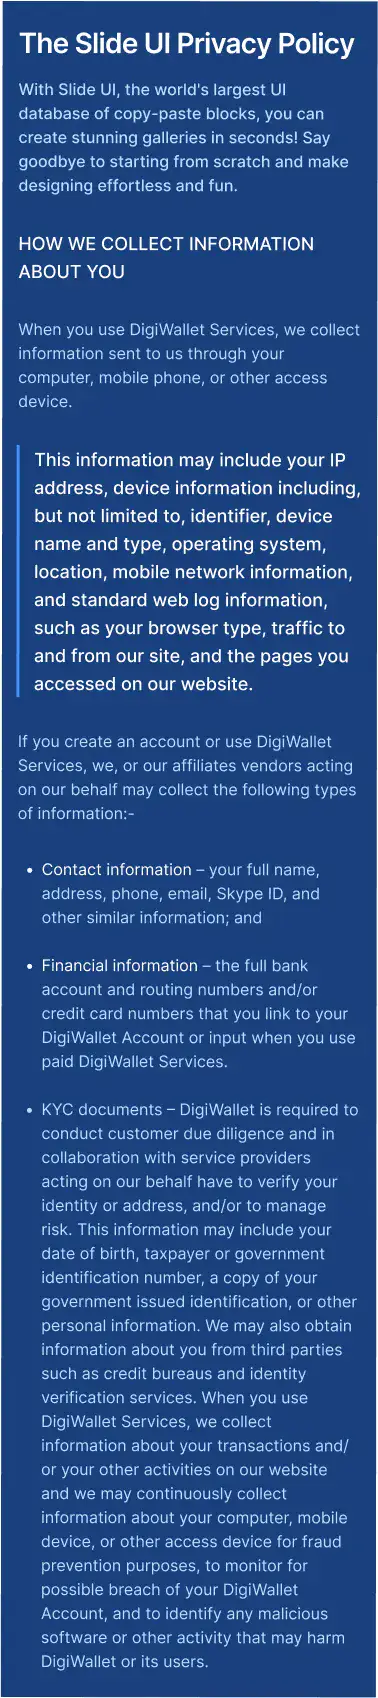 The Slide UI Privacy Policy
With Slide UI, the world's largest UI
database of copy-paste blocks, you can
create stunning galleries in seconds! Say
goodbye to starting from scratch and make
designing effortless and fun.
HOW WE COLLECT INFORMATION
ABOUT YOU
When you use DigiWallet Services, we collect
information sent to us through your
computer, mobile phone, or other access
device.
This information may include your IP
address, device information including,
but not limited to, identifier, device
name and type, operating system,
location, mobile network information,
and standard web log information,
such as your browser type, traffic to
and from our site, and the pages you
accessed on our website.
If you create an account or use DigiWallet
Services, we, or our affiliates vendors acting
on our behalf may collect the following types
of information:-
• Contact information – your full name,
address, phone, email, Skype ID, and
other similar information; and
• Financial information – the full bank
account and routing numbers and/or
credit card numbers that you link to your
DigiWallet Account or input when you use
paid DigiWallet Services.
• KYC documents – DigiWallet is required to
conduct customer due diligence and in
collaboration with service providers
acting on our behalf have to verify your
identity or address, and/or to manage
risk. This information may include your
date of birth, taxpayer or government
identification number, a copy of your
government issued identification, or other
personal information. We may also obtain
information about you from third parties
such as credit bureaus and identity
verification services. When you use
DigiWallet Services, we collect
information about your transactions and/
or your other activities on our website
and we may continuously collect
information about your computer, mobile
device, or other access device for fraud
prevention purposes, to monitor for
possible breach of your DigiWallet
Account, and to identify any malicious
software or other activity that may harm
DigiWallet or its users.